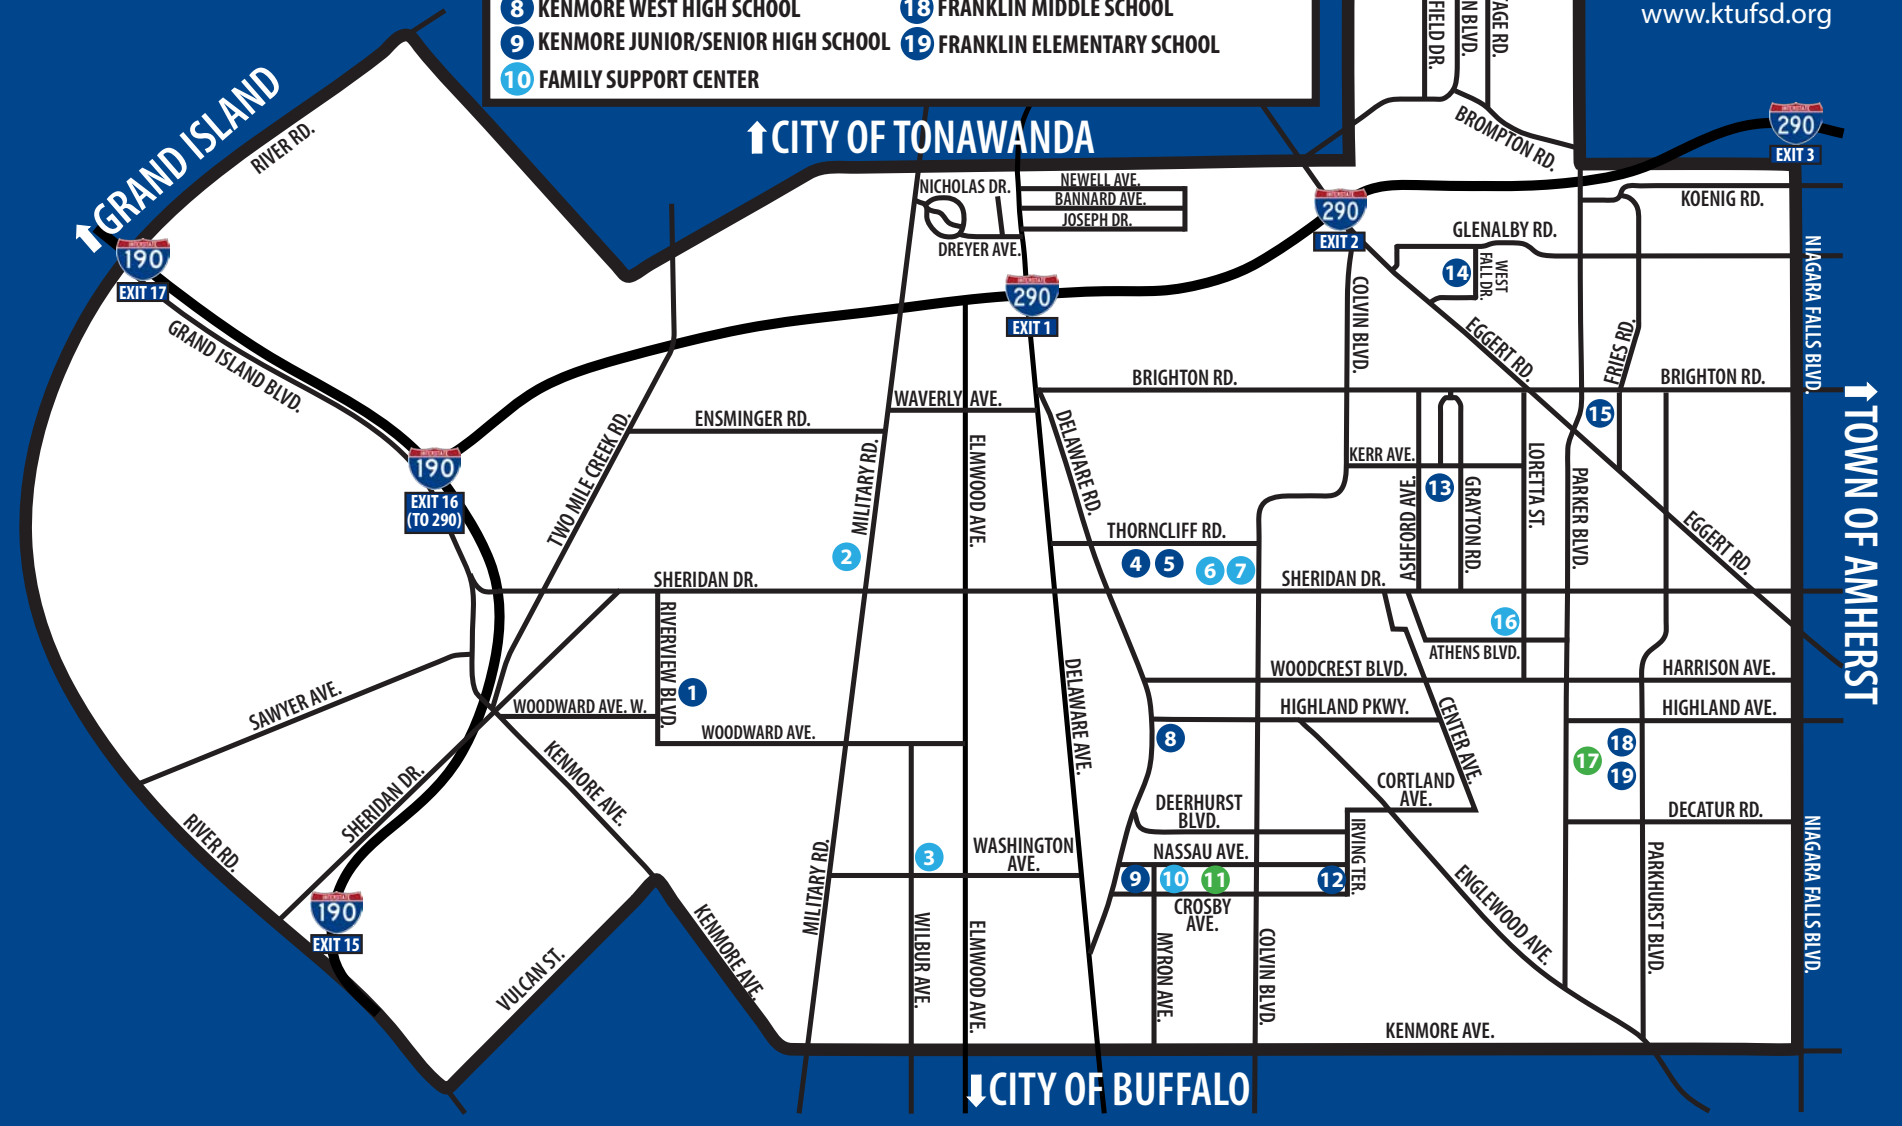 8 KENMORE WEST HIGH SCHOOL
9 KENMORE JUNIOR/SENIOR HIGH SCHOOL
10 FAMILY SUPPORT CENTER
18 FRANKLIN MIDDLE SCHOOL
19 FRANKLIN ELEMENTARY SCHOOL
FIELD DR.
N BLVD.
AGE RD.
www.ktufsd.org
BROMPTON RD.
INTERSTATE
290
EXIT 3
GRAND ISLAND
RIVER RD.
CITY OF TONAWANDA
NICHOLAS DR.
NEWELL AVE.
BANNARD AVE.
JOSEPH DR.
DREYER AVE.
INTERSTATE
290
EXIT 2
KOENIG RD.
GLENALBY RD.
WEST
FALL DR.
14
INTERSTATE
190
EXIT 17
GRAND ISLAND BLVD.
INTERSTATE
290
EXIT 1
COLVIN BLVD.
EGGERT RD.
FRIES RD.
NIAGARA FALLS BLVD.
BRIGHTON RD.
BRIGHTON RD.
WAVERLY AVE.
ENSMINGER RD.
15
TOWN OF AMHERST
INTERSTATE
190
EXIT 16
(TO 290)
TWO MILE CREEK RD.
MILITARY RD.
ELMWOOD AVE.
DELAWARE RD.
KERR AVE.
ASHFORD AVE.
13
GRAYTON RD.
LORETTA ST.
PARKER BLVD.
EGGERT RD.
THORNCLIFF RD.
2
4
5
6
7
SHERIDAN DR.
SHERIDAN DR.
RIVERVIEW BLVD.
16
ATHENS BLVD.
WOODCREST BLVD.
HARRISON AVE.
DELAWARE AVE.
1
SAWYER AVE.
WOODWARD AVE. W.
WOODWARD AVE.
HIGHLAND PKWY.
CENTER AVE.
HIGHLAND AVE.
8
17
18
19
KENMORE AVE.
SHERIDAN DR.
CORTLAND
AVE.
DEERHURST
BLVD.
DECATUR RD.
RIVER RD.
IRVING TER.
NASSAU AVE.
WASHINGTON
AVE.
3
MILITARY RD.
9
10
11
12
CROSBY
AVE.
ENGLEWOOD AVE.
PARKHURST BLVD.
NIAGARA FALLS BLVD.
INTERSTATE
190
EXIT 15
VULCAN ST.
KENMORE AVE.
WILBUR AVE.
ELMWOOD AVE.
MYRON AVE.
COLVIN BLVD.
KENMORE AVE.
CITY OF BUFFALO